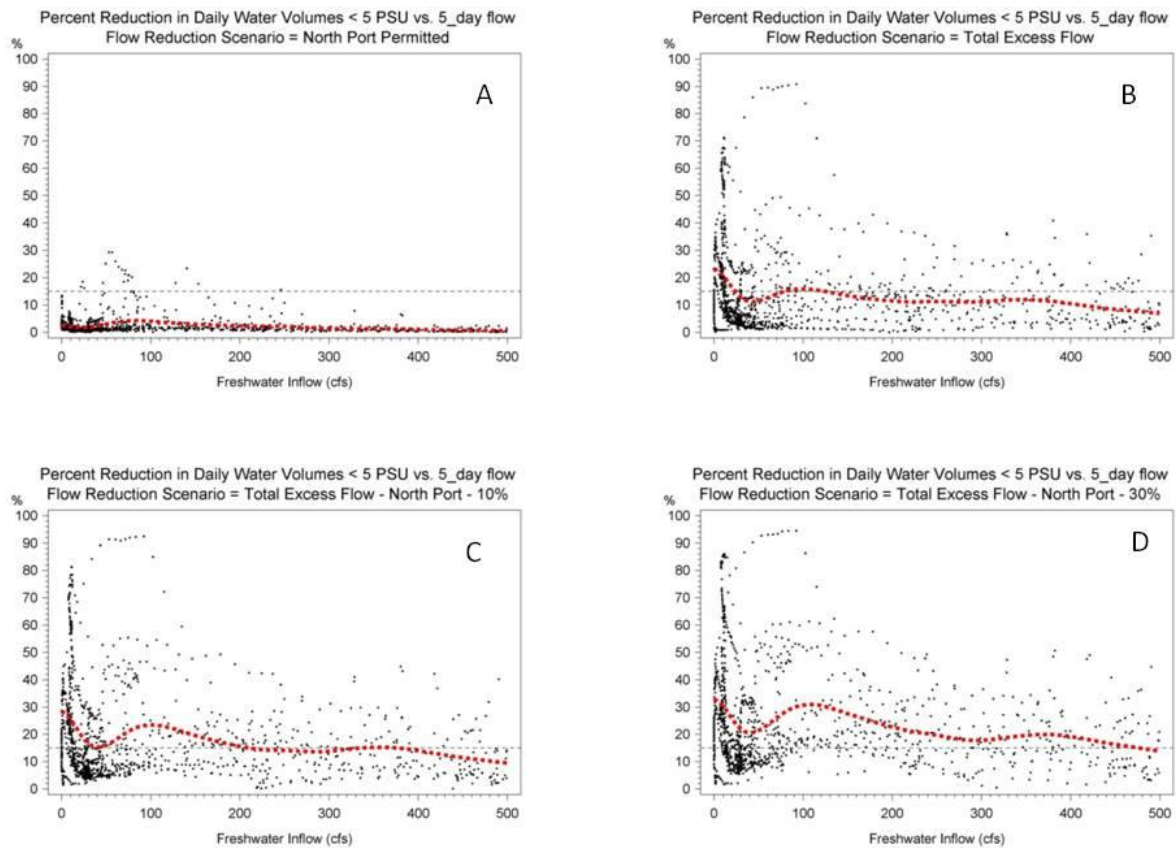 Percent Reduction in Daily Water Volumes < 5 PSU vs. 5_day flow
Flow Reduction Scenario = North Port Permitted
%
100
90
80
70
60
50
40
30
20
10
0
A
0 100 200 300 400 500
Freshwater Inflow (cfs)
Percent Reduction in Daily Water Volumes < 5 PSU vs. 5_day flow
Flow Reduction Scenario = Total Excess Flow
%
100
90
80
70
60
50
40
30
20
10
0
B
0 100 200 300 400 500
Freshwater Inflow (cfs)
Percent Reduction in Daily Water Volumes < 5 PSU vs. 5_day flow
Flow Reduction Scenario = Total Excess Flow - North Port - 10%
%
100
90
80
70
60
50
40
30
20
10
0
C
0 100 200 300 400 500
Freshwater Inflow (cfs)
Percent Reduction in Daily Water Volumes < 5 PSU vs. 5_day flow
Flow Reduction Scenario = Total Excess Flow - North Port - 30%
%
100
90
80
70
60
50
40
30
20
10
0
D
0 100 200 300 400 500
Freshwater Inflow (cfs)